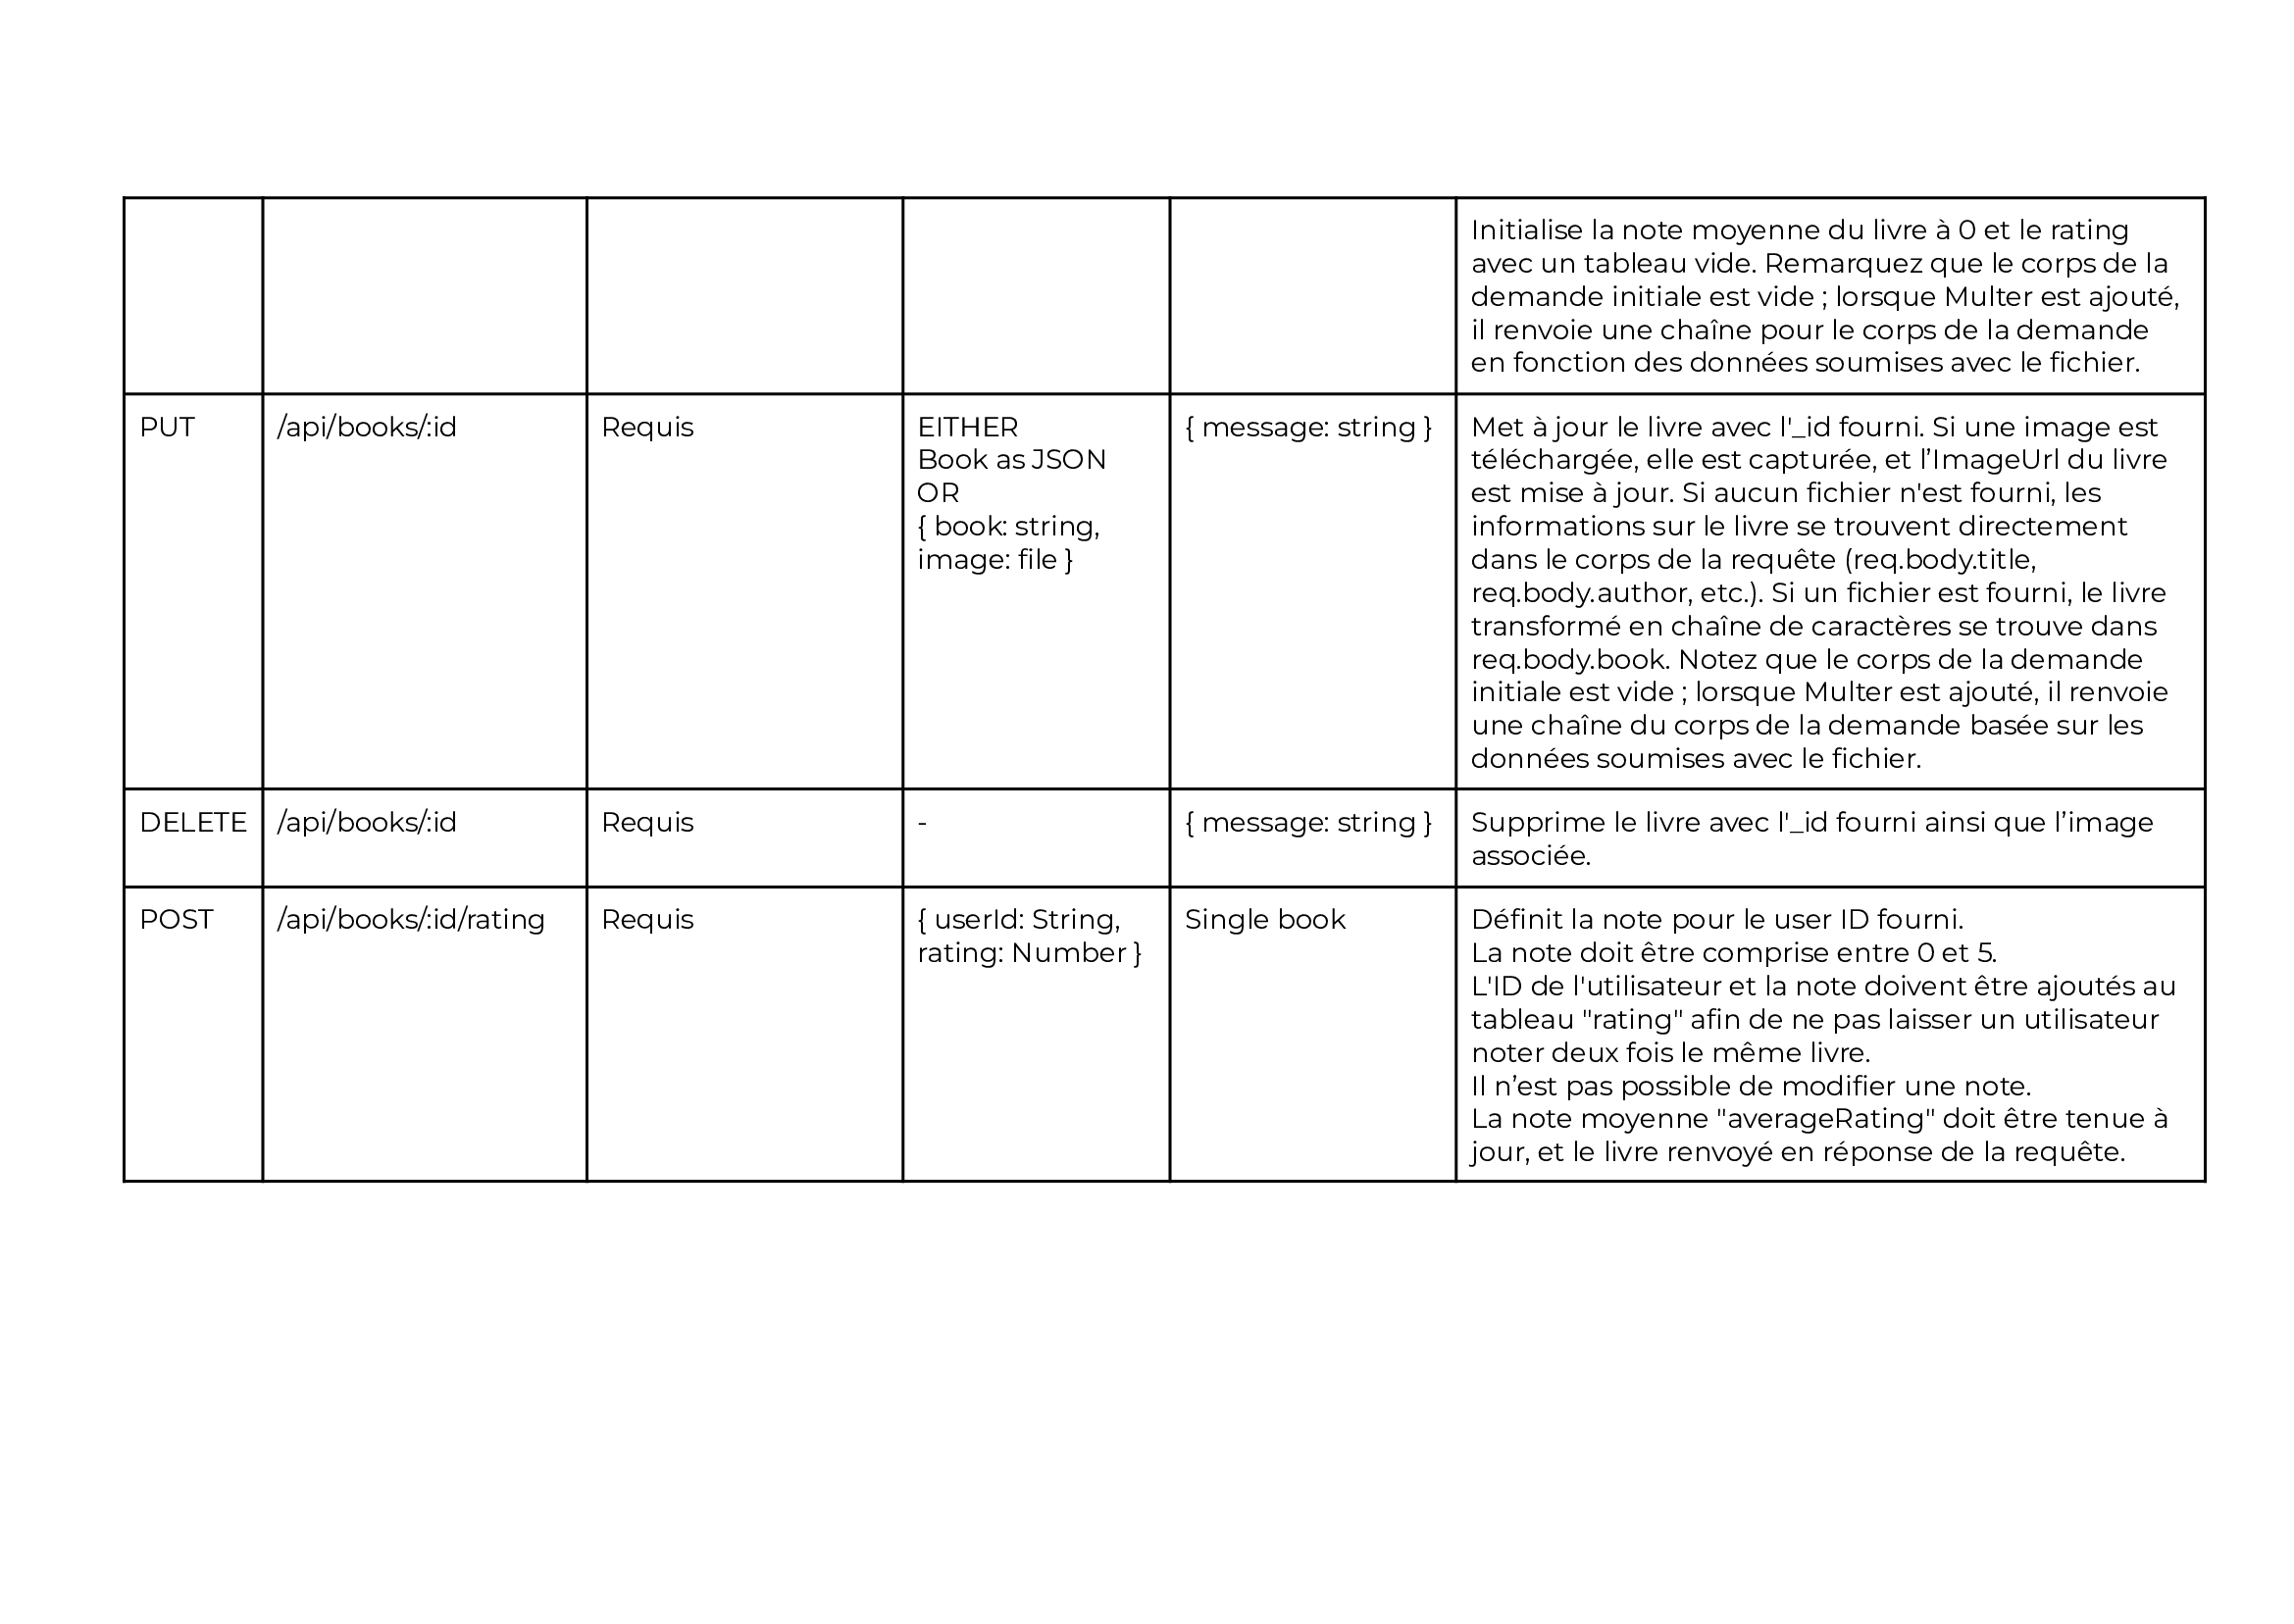 Initialise la note moyenne du livre à 0 et le rating
avec un tableau vide. Remarquez que le corps de la
demande initiale est vide ; lorsque Multer est ajouté,
il renvoie une chaîne pour le corps de la demande
en fonction des données soumises avec le fichier.
PUT
/api/books/:id
Requis
EITHER
Book as JSON
OR
{ book: string,
image: file }
{ message: string }
Met à jour le livre avec l'_id fourni. Si une image est
téléchargée, elle est capturée, et l’ImageUrl du livre
est mise à jour. Si aucun fichier n'est fourni, les
informations sur le livre se trouvent directement
dans le corps de la requête (req.body.title,
req.body.author, etc.). Si un fichier est fourni, le livre
transformé en chaîne de caractères se trouve dans
req.body.book. Notez que le corps de la demande
initiale est vide ; lorsque Multer est ajouté, il renvoie
une chaîne du corps de la demande basée sur les
données soumises avec le fichier.
DELETE
/api/books/:id
Requis
-
{ message: string }
Supprime le livre avec l'_id fourni ainsi que l’image
associée.
POST
/api/books/:id/rating
Requis
{ userId: String,
rating: Number }
Single book
Définit la note pour le user ID fourni.
La note doit être comprise entre 0 et 5.
L'ID de l'utilisateur et la note doivent être ajoutés au
tableau "rating" afin de ne pas laisser un utilisateur
noter deux fois le même livre.
Il n’est pas possible de modifier une note.
La note moyenne "averageRating" doit être tenue à
jour, et le livre renvoyé en réponse de la requête.